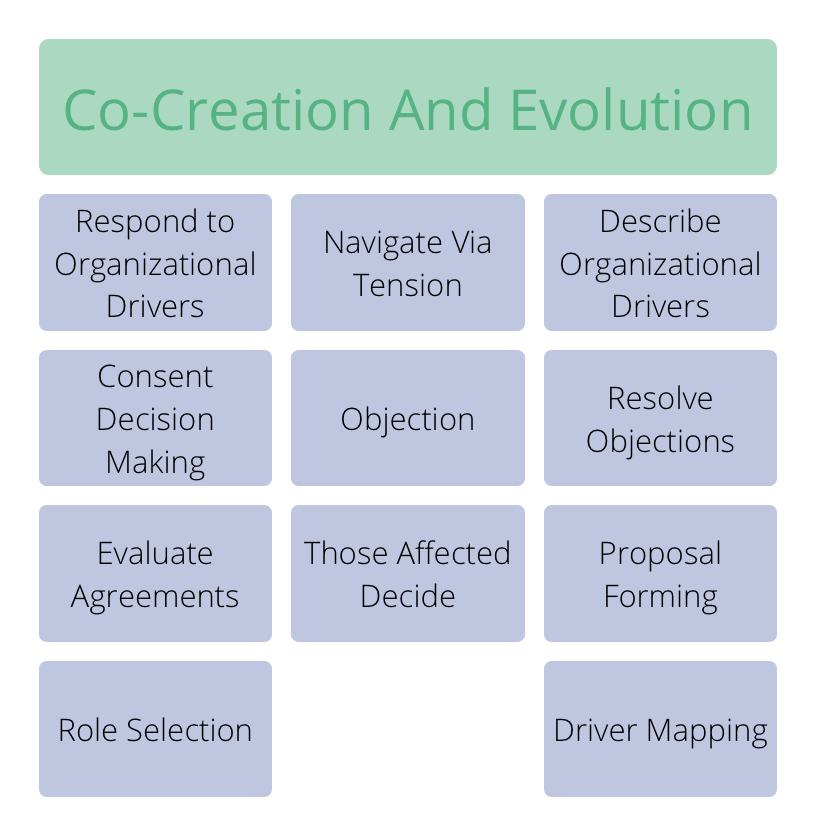 Co-Creation And Evolution
Respond to
Organizational
Drivers
Navigate Via
Tension
Describe
Organizational
Drivers
Consent
Decision
Making
Objection
Resolve
Objections
Evaluate
Agreements
Those Affected
Decide
Proposal
Forming
Role Selection
Driver Mapping